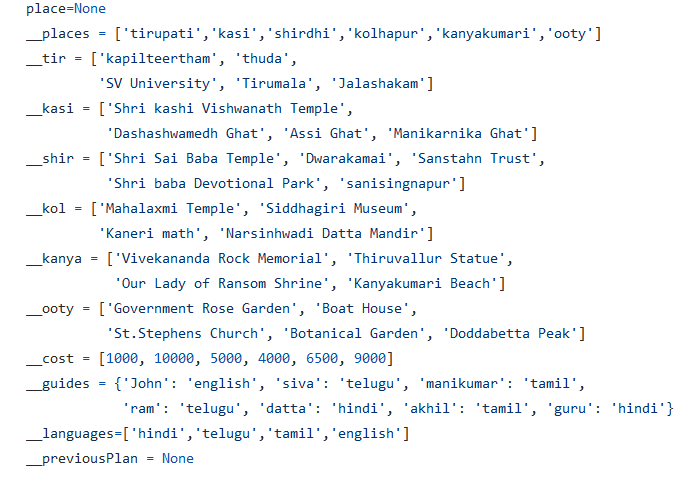 place=None
__places = ['tirupati','kasi','shirdhi','kolhapur','kanyakumari','ooty']
__tir = ['kapilteertham', 'thuda',
'SV University', 'Tirumala', 'Jalashakam']
__kasi = ['Shri kashi Vishwanath Temple',
'Dashashwamedh Ghat', 'Assi Ghat', 'Manikarnika Ghat']
__shir = ['Shri Sai Baba Temple', 'Dwarakamai', 'Sanstahn Trust',
'Shri baba Devotional Park', 'sanisingnapur']
__kol = ['Mahalaxmi Temple', 'Siddhagiri Museum',
'Kaneri math', 'Narsinhwadi Datta Mandir']
__kanya = ['Vivekananda Rock Memorial', 'Thiruvallur Statue',
'Our Lady of Ransom Shrine', 'Kanyakumari Beach']
__ooty = ['Government Rose Garden', 'Boat House',
'St.Stephens Church', 'Botanical Garden', 'Doddabetta Peak']
__cost = [1000, 10000, 5000, 4000, 6500, 9000]
__guides = {'John': 'english', 'siva': 'telugu', 'manikumar': 'tamil',
'ram': 'telugu', 'datta': 'hindi', 'akhil': 'tamil', 'guru': 'hindi'}
__languages=['hindi','telugu','tamil','english']
__previousPlan = None